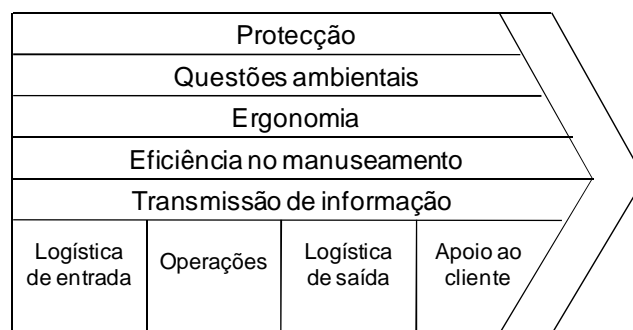 Protecção
Questões ambientais
Ergonomia
Eficiência no manuseamento
Transmissão de informação
Logística
de entrada
Operações
Logística
de saída
Apoio ao
cliente